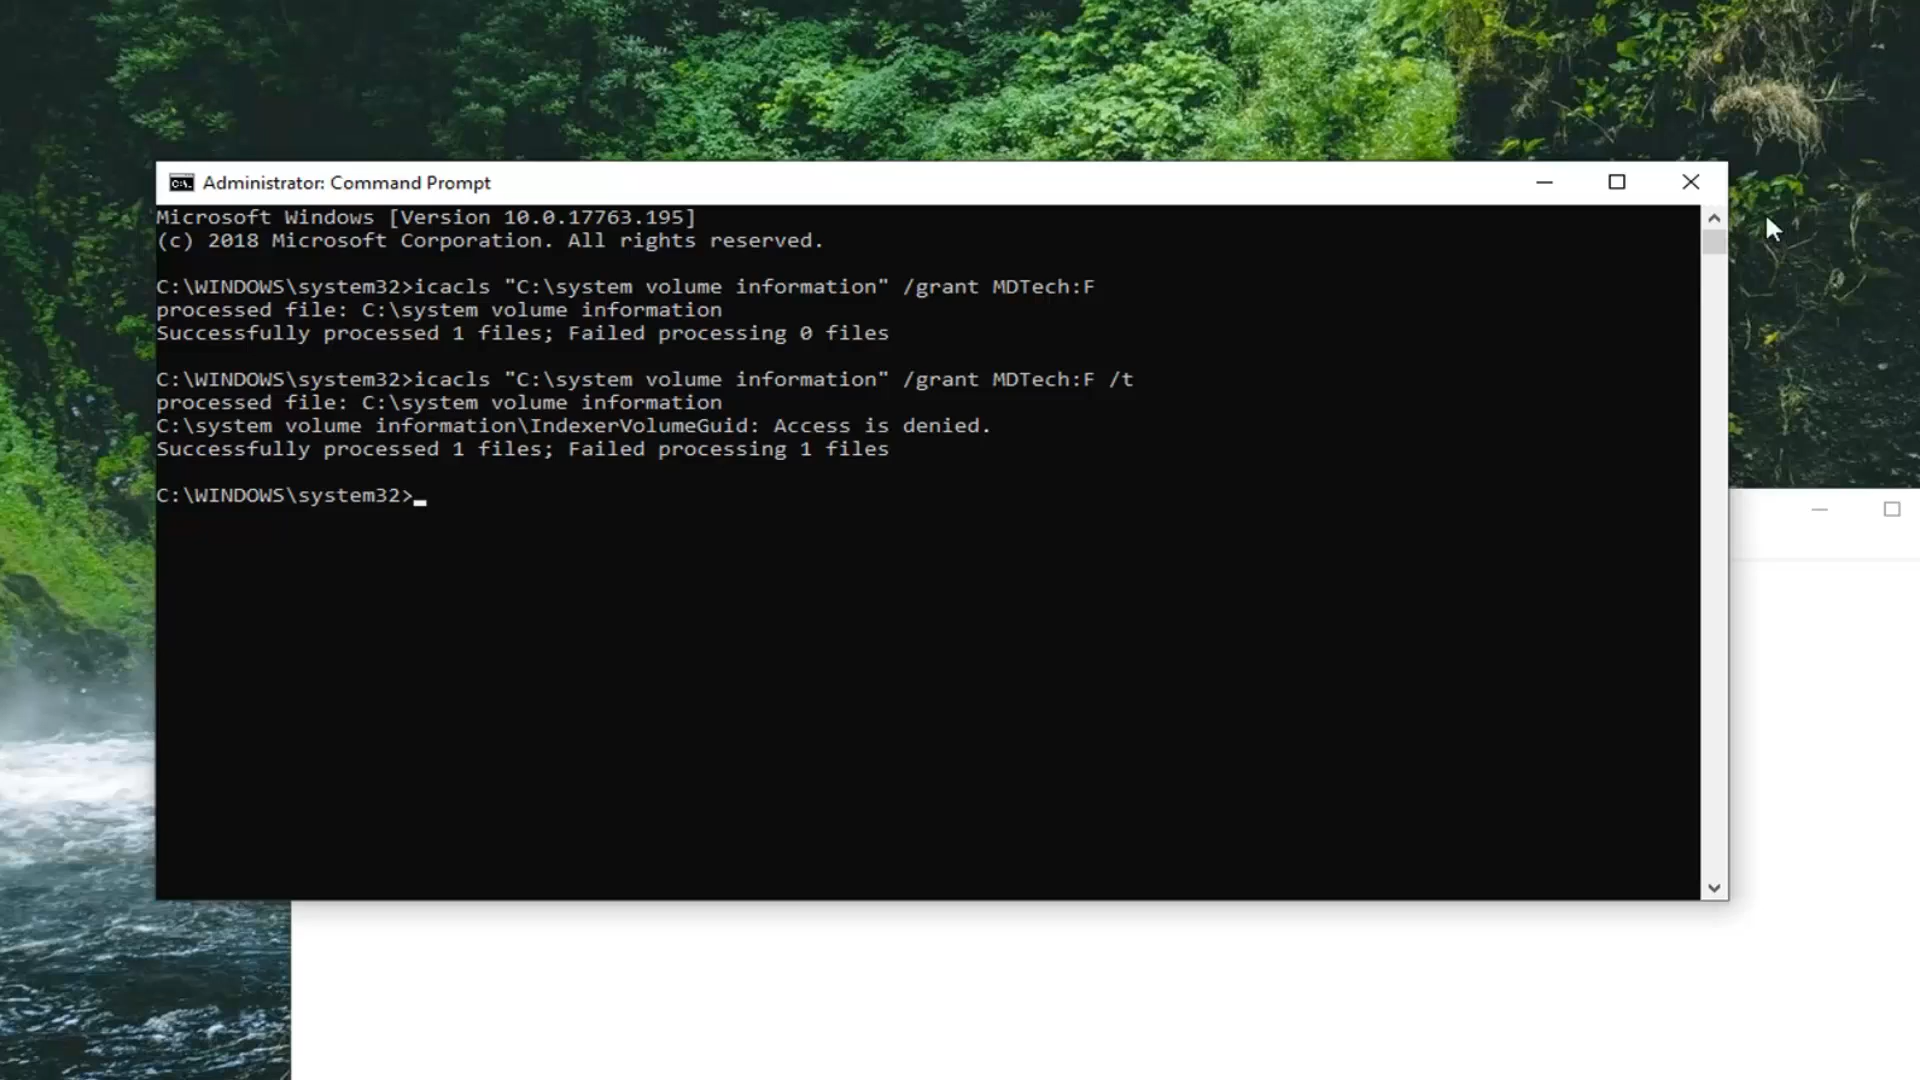 Administrator: Command Prompt
Microsoft Windows [Version 10.0.17763.195]
(c) 2018 Microsoft Corporation. All rights reserved.
C:\WINDOWS\system32>icacls "C:\system volume information" /grant MDTech:F
processed file: C:\system volume information
Successfully processed 1 files; Failed processing 0 files
C:\WINDOWS\system32>icacls "C:\system volume information" /grant MDTech:F /t
processed file: C:\system volume information
C:\system volume information\IndexerVolumeGuid: Access is denied.
Successfully processed 1 files; Failed processing 1 files
C:\WINDOWS\system32>